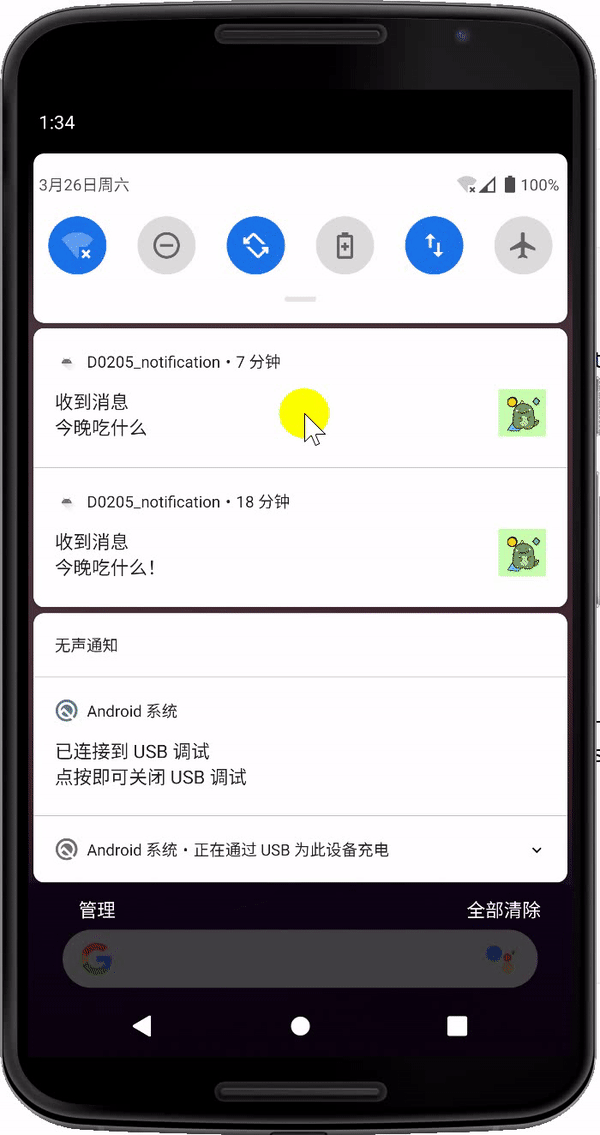 1:34
3月26日周六
100%
D0205_notification • 7 分钟
收到消息
今晚吃什么
D0205_notification • 18 分钟
收到消息
今晚吃什么！
无声通知
Android 系统
已连接到 USB 调试
点按即可关闭 USB 调试
Android 系统 • 正在通过 USB 为此设备充电
管理
全部清除